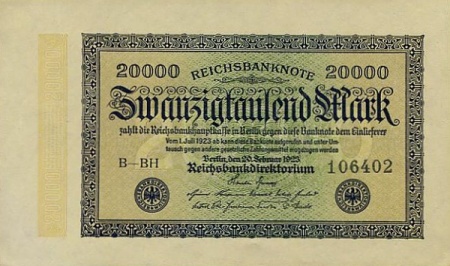 20000 REICHSBANKNOTE 20000
Zwanzigtausend Mark
zahlt die Reichsbankhauptkasse in Berlin gegen diese Banknote dem Einlieferer
Vom 1. Juli 1923 ab kann diese Banknote aufgerufen und unter Um-
tausch gegen andere gesetzliche Zahlungsmittel eingezogen werden
Berlin, den 20. Februar 1923
B-BH Reichsbankdirektorium 106402